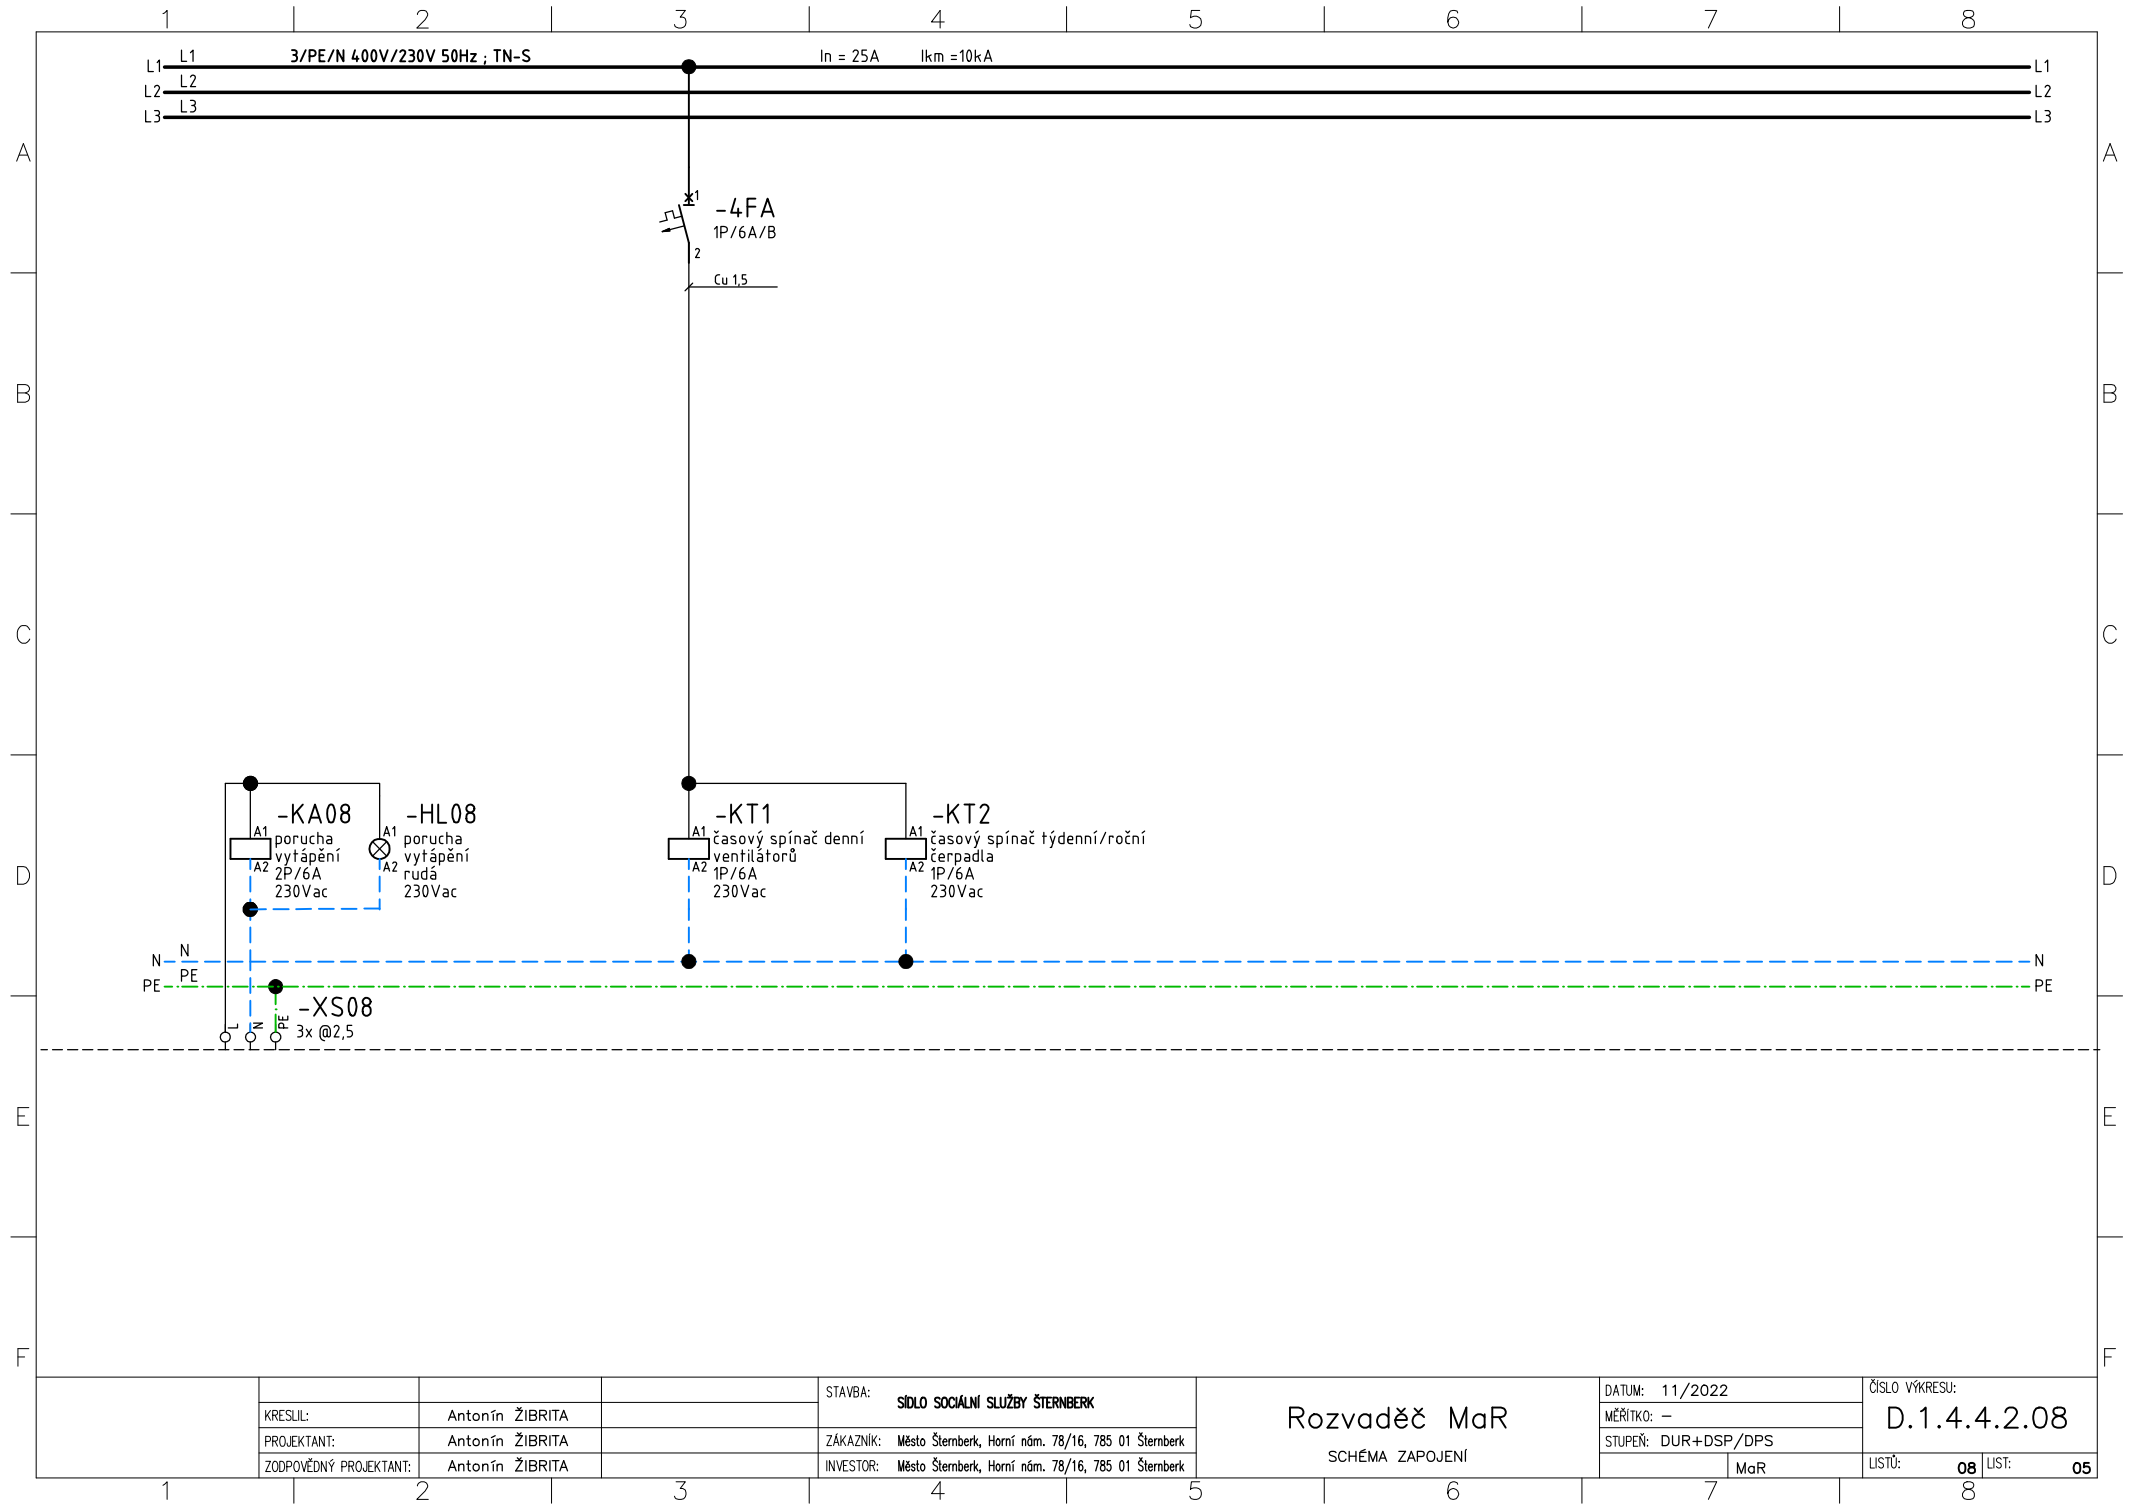 1 2 3 4 5 6 7 8
L1 3/PE/N 400V/230V 50Hz ; TN-S In = 25A Ikm =10kA
L1 L1
L2
L2 L2
L3
L3 L3
A A
1
-4FA
1P/6A/B
2
Cu 1,5
B B
C C
-KA08 -HL08 -KT1 -KT2
A1 porucha A1 porucha A1 časový spínač denní A1 časový spínač týdenní/roční
vytápění vytápění ventilátorů čerpadla
A2 2P/6A A2 rudá A2 1P/6A A2 1P/6A
230Vac 230Vac 230Vac 230Vac
D D
N
N N
PE
PE PE
-XS08
L N PE
3x @2,5
E E
F F
STAVBA: SÍDLO SOCIÁLNÍ SLUŽBY ŠTERNBERK
KRESLIL: Antonín ŽIBRITA
PROJEKTANT: Antonín ŽIBRITA
ZODPOVĚDNÝ PROJEKTANT: Antonín ŽIBRITA
ZÁKAZNÍK: Město Šternberk, Horní nám. 78/16, 785 01 Šternberk
INVESTOR: Město Šternberk, Horní nám. 78/16, 785 01 Šternberk
Rozvaděč MaR
SCHÉMA ZAPOJENÍ
DATUM: 11/2022
MĚŘÍTKO: –
STUPEŇ: DUR+DSP/DPS
MaR
ČÍSLO VÝKRESU:
D.1.4.4.2.08
LISTŮ: 08 LIST: 05
1 2 3 4 5 6 7 8